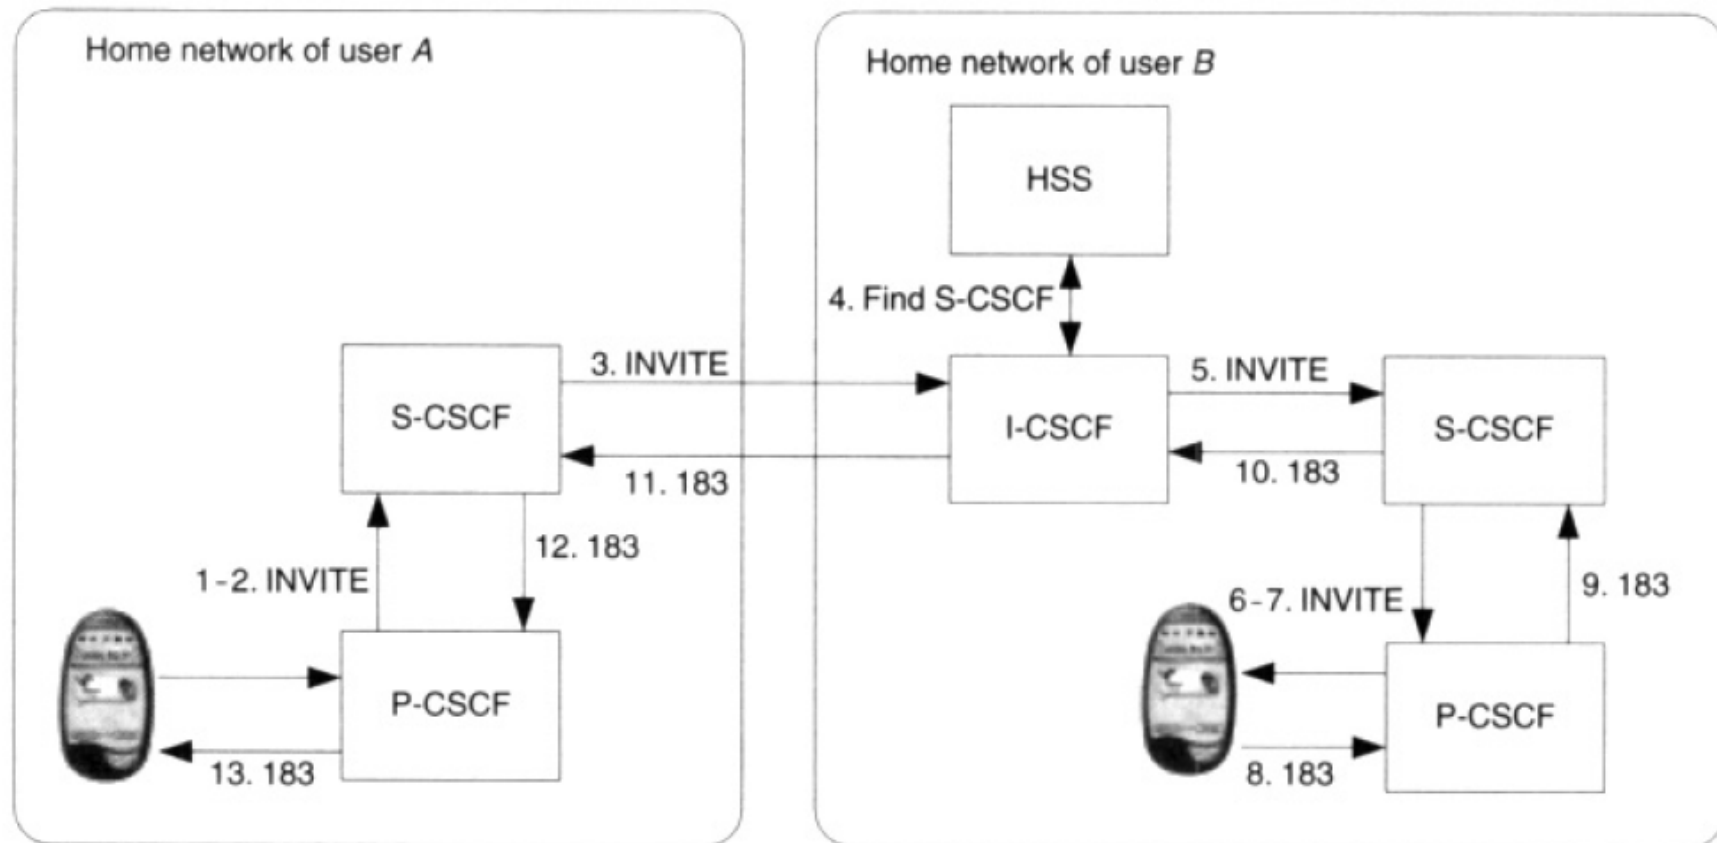 Home network of user A
Home network of user B
HSS
4. Find S-CSCF
3. INVITE
5. INVITE
S-CSCF
I-CSCF
S-CSCF
11. 183
10. 183
12. 183
1-2. INVITE
6-7. INVITE
9. 183
P-CSCF
P-CSCF
13. 183
8. 183